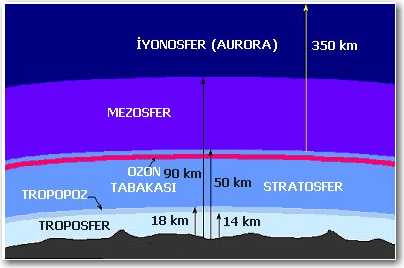 İYONOSFER (AURORA)
350 km
MEZOSFER
OZON
TABAKASI
90 km
50 km
STRATOSFER
TROPOPOZ
18 km
14 km
TROPOSFER